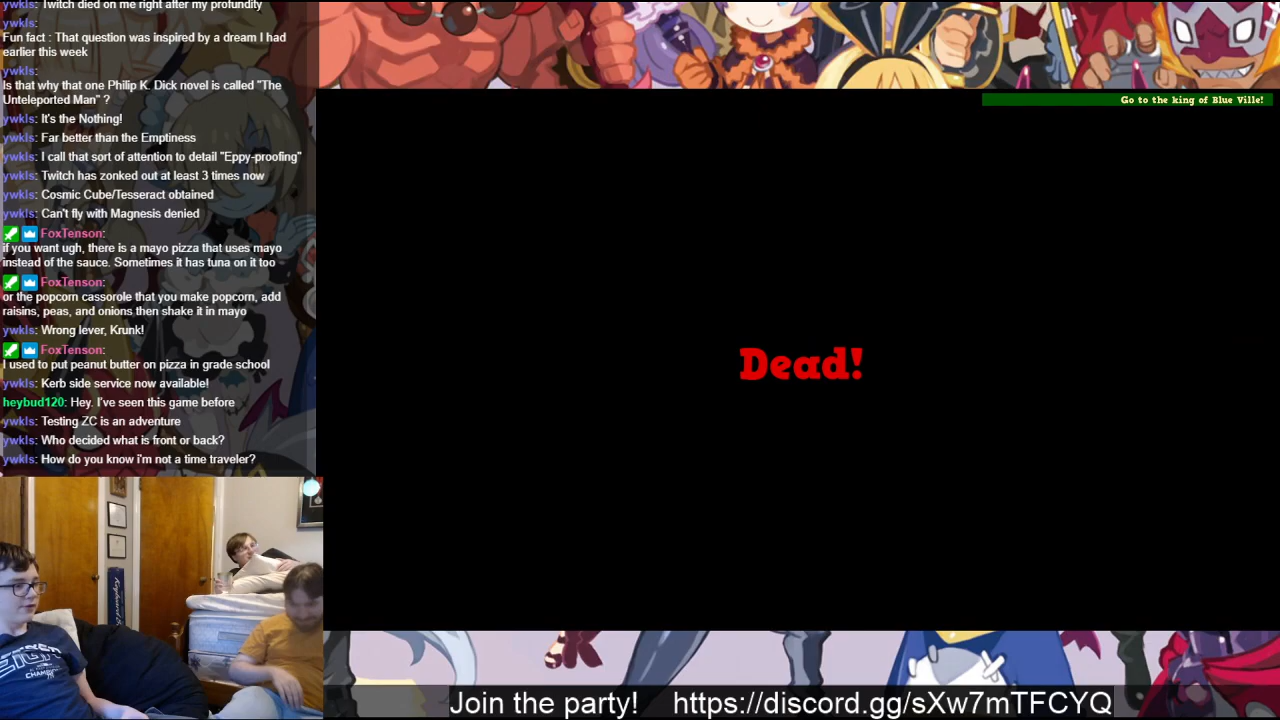 ywkls: Twitch died on me right after my profundity
ywkls:
Fun fact : That question was inspired by a dream I had
earlier this week
ywkls:
Is that why that one Philip K. Dick novel is called "The
Unteleported Man" ?
ywkls: It's the Nothing!
ywkls: Far better than the Emptiness
ywkls: I call that sort of attention to detail "Eppy-proofing"
ywkls: Twitch has zonked out at least 3 times now
ywkls: Cosmic Cube/Tesseract obtained
ywkls: Can't fly with Magnesis denied
FoxTenson:
if you want ugh, there is a mayo pizza that uses mayo
instead of the sauce. Sometimes it has tuna on it too
FoxTenson:
or the popcorn cassorole that you make popcorn, add
raisins, peas, and onions then shake it in mayo
ywkls: Wrong lever, Krunk!
FoxTenson:
I used to put peanut butter on pizza in grade school
ywkls: Kerb side service now available!
heybud120: Hey. I've seen this game before
ywkls: Testing ZC is an adventure
ywkls: Who decided what is front or back?
ywkls: How do you know i'm not a time traveler?
Go to the king of Blue Ville!
Dead!
Join the party! https://discord.gg/sXw7mTFCYQ